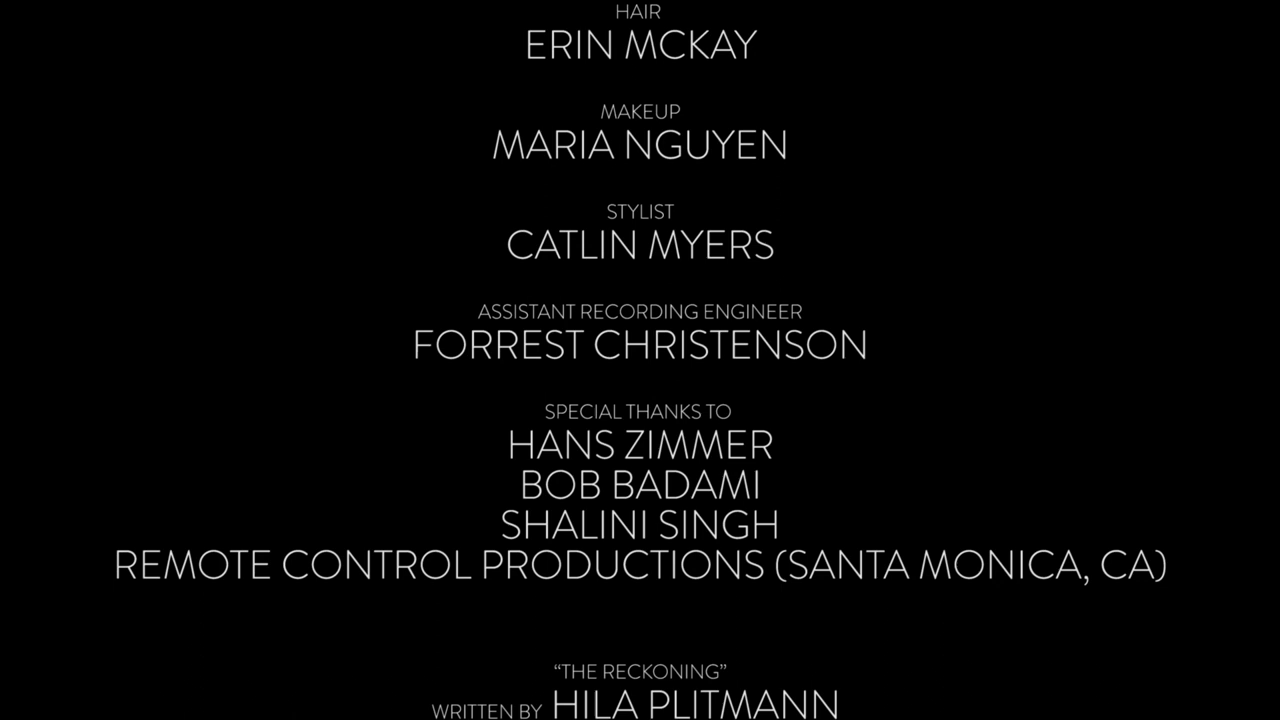 HAIR
ERIN MCKAY
MAKEUP
MARIA NGUYEN
STYLIST
CATLIN MYERS
ASSISTANT RECORDING ENGINEER
FORREST CHRISTENSON
SPECIAL THANKS TO
HANS ZIMMER
BOB BADAMI
SHALINI SINGH
REMOTE CONTROL PRODUCTIONS (SANTA MONICA, CA)
“THE RECKONING”
WRITTEN BY HILA PLITMANN